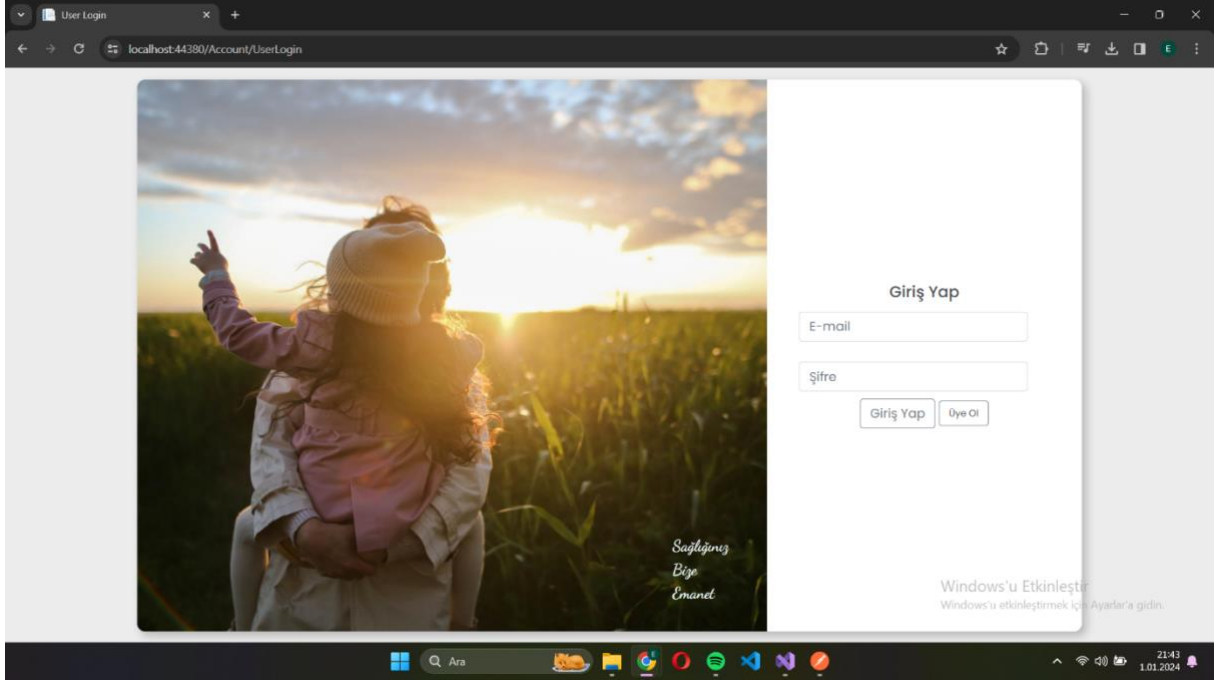 User Login
localhost:44380/Account/UserLogin
E
Giriş Yap
E-mail
Şifre
Giriş Yap
Üye Ol
Sağlığınız
Bize
Emanet
Windows'u Etkinleştir
Windows'u etkinleştirmek için Ayarlar'a gidin.
Ara
21:43
1.01.2024